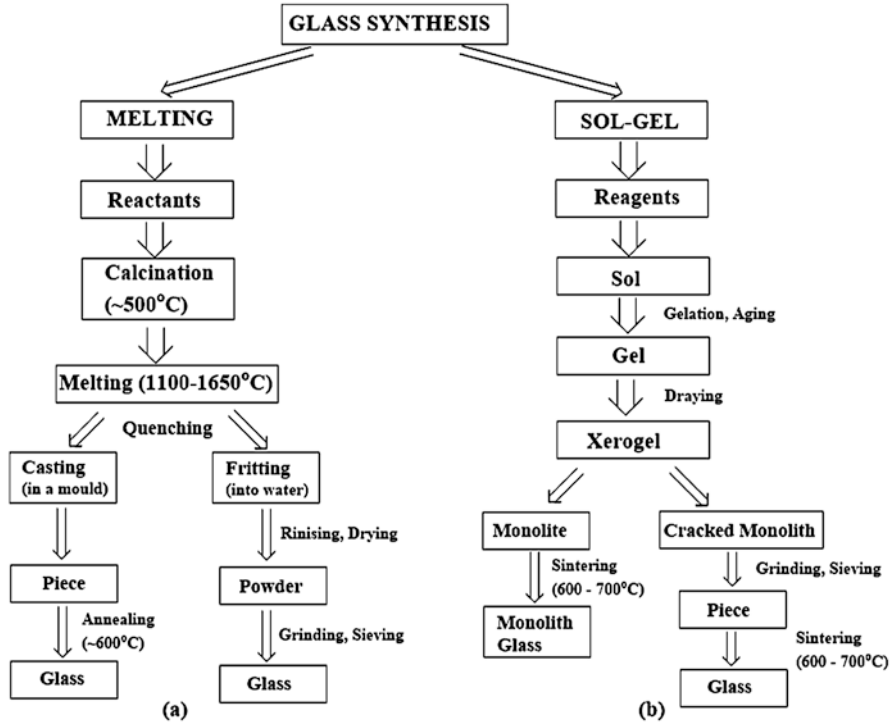 GLASS SYNTHESIS
MELTING
Reactants
Calcination
(~500°C)
Melting (1100-1650°C)
Quenching
Casting
(in a mould)
Piece
Annealing
(~600°C)
Glass
Fritting
(into water)
Rinising, Drying
Powder
Grinding, Sieving
Glass
(a)
SOL-GEL
Reagents
Sol
Gelation, Aging
Gel
Draying
Xerogel
Monolite
Sintering
(600 - 700°C)
Monolith
Glass
Cracked Monolith
Grinding, Sieving
Piece
Sintering
(600 - 700°C)
Glass
(b)